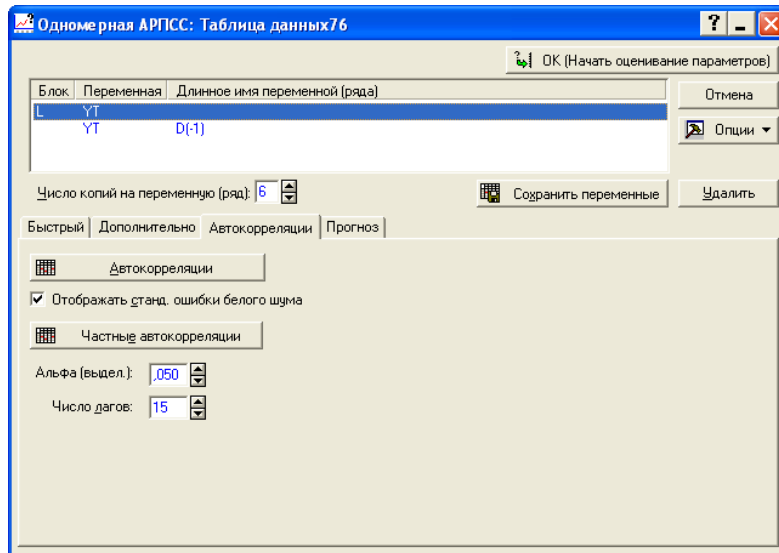 Одномерная АРПСС: Таблица данных76
OK (Начать оценивание параметров)
Блок Переменная Длинное имя переменной (ряда)
L YT
YT D(-1)
Отмена
Опции
Число копий на переменную (ряд): 6
Сохранить переменные
Удалить
Быстрый Дополнительно Автокорреляции Прогноз
Автокорреляции
Отображать станд. ошибки белого шума
Частные автокорреляции
Альфа (выдел.): ,050
Число лагов: 15